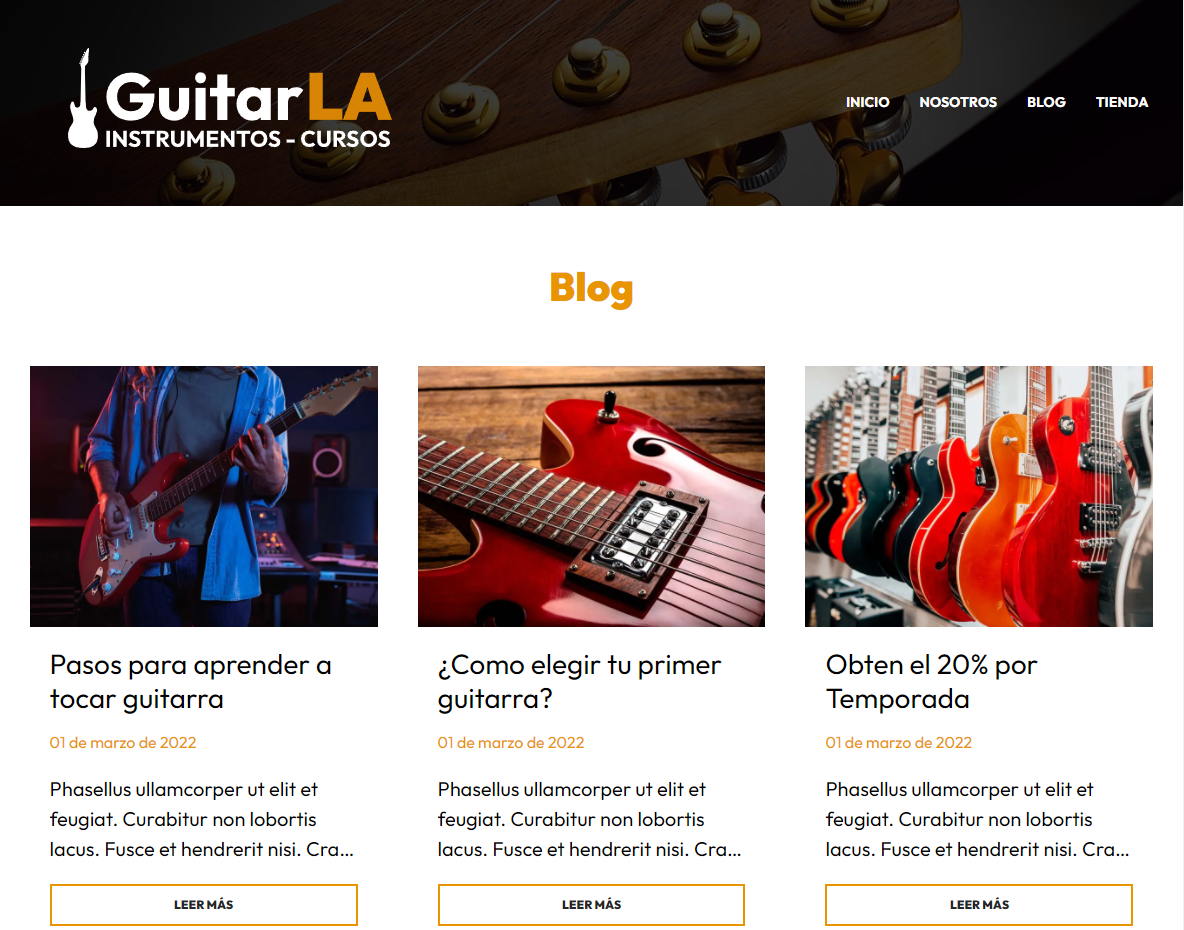 GuitarLA
INSTRUMENTOS - CURSOS
INICIO NOSOTROS BLOG TIENDA
Blog
Pasos para aprender a
tocar guitarra
01 de marzo de 2022
Phasellus ullamcorper ut elit et
feugiat. Curabitur non lobortis
lacus. Fusce et hendrerit nisi. Cra...
LEER MÁS
¿Como elegir tu primer
guitarra?
01 de marzo de 2022
Phasellus ullamcorper ut elit et
feugiat. Curabitur non lobortis
lacus. Fusce et hendrerit nisi. Cra...
LEER MÁS
Obten el 20% por
Temporada
01 de marzo de 2022
Phasellus ullamcorper ut elit et
feugiat. Curabitur non lobortis
lacus. Fusce et hendrerit nisi. Cra...
LEER MÁS